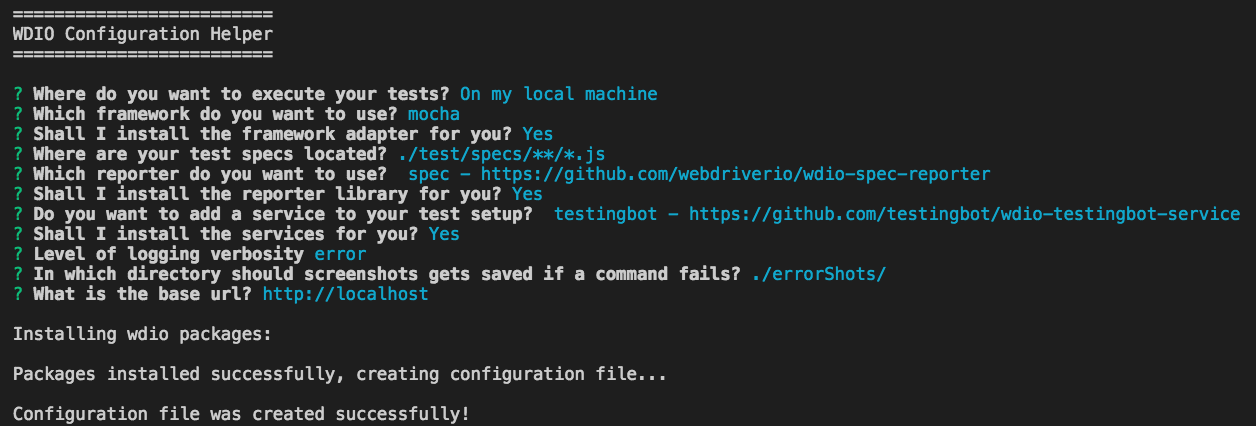 =========================
WDIO Configuration Helper
=========================
? Where do you want to execute your tests? On my local machine
? Which framework do you want to use? mocha
? Shall I install the framework adapter for you? Yes
? Where are your test specs located? ./test/specs/**/*.js
? Which reporter do you want to use?  spec - https://github.com/webdriverio/wdio-spec-reporter
? Shall I install the reporter library for you? Yes
? Do you want to add a service to your test setup?  testingbot - https://github.com/testingbot/wdio-testingbot-service
? Shall I install the services for you? Yes
? Level of logging verbosity error
? In which directory should screenshots gets saved if a command fails? ./errorShots/
? What is the base url? http://localhost
Installing wdio packages:
Packages installed successfully, creating configuration file...
Configuration file was created successfully!